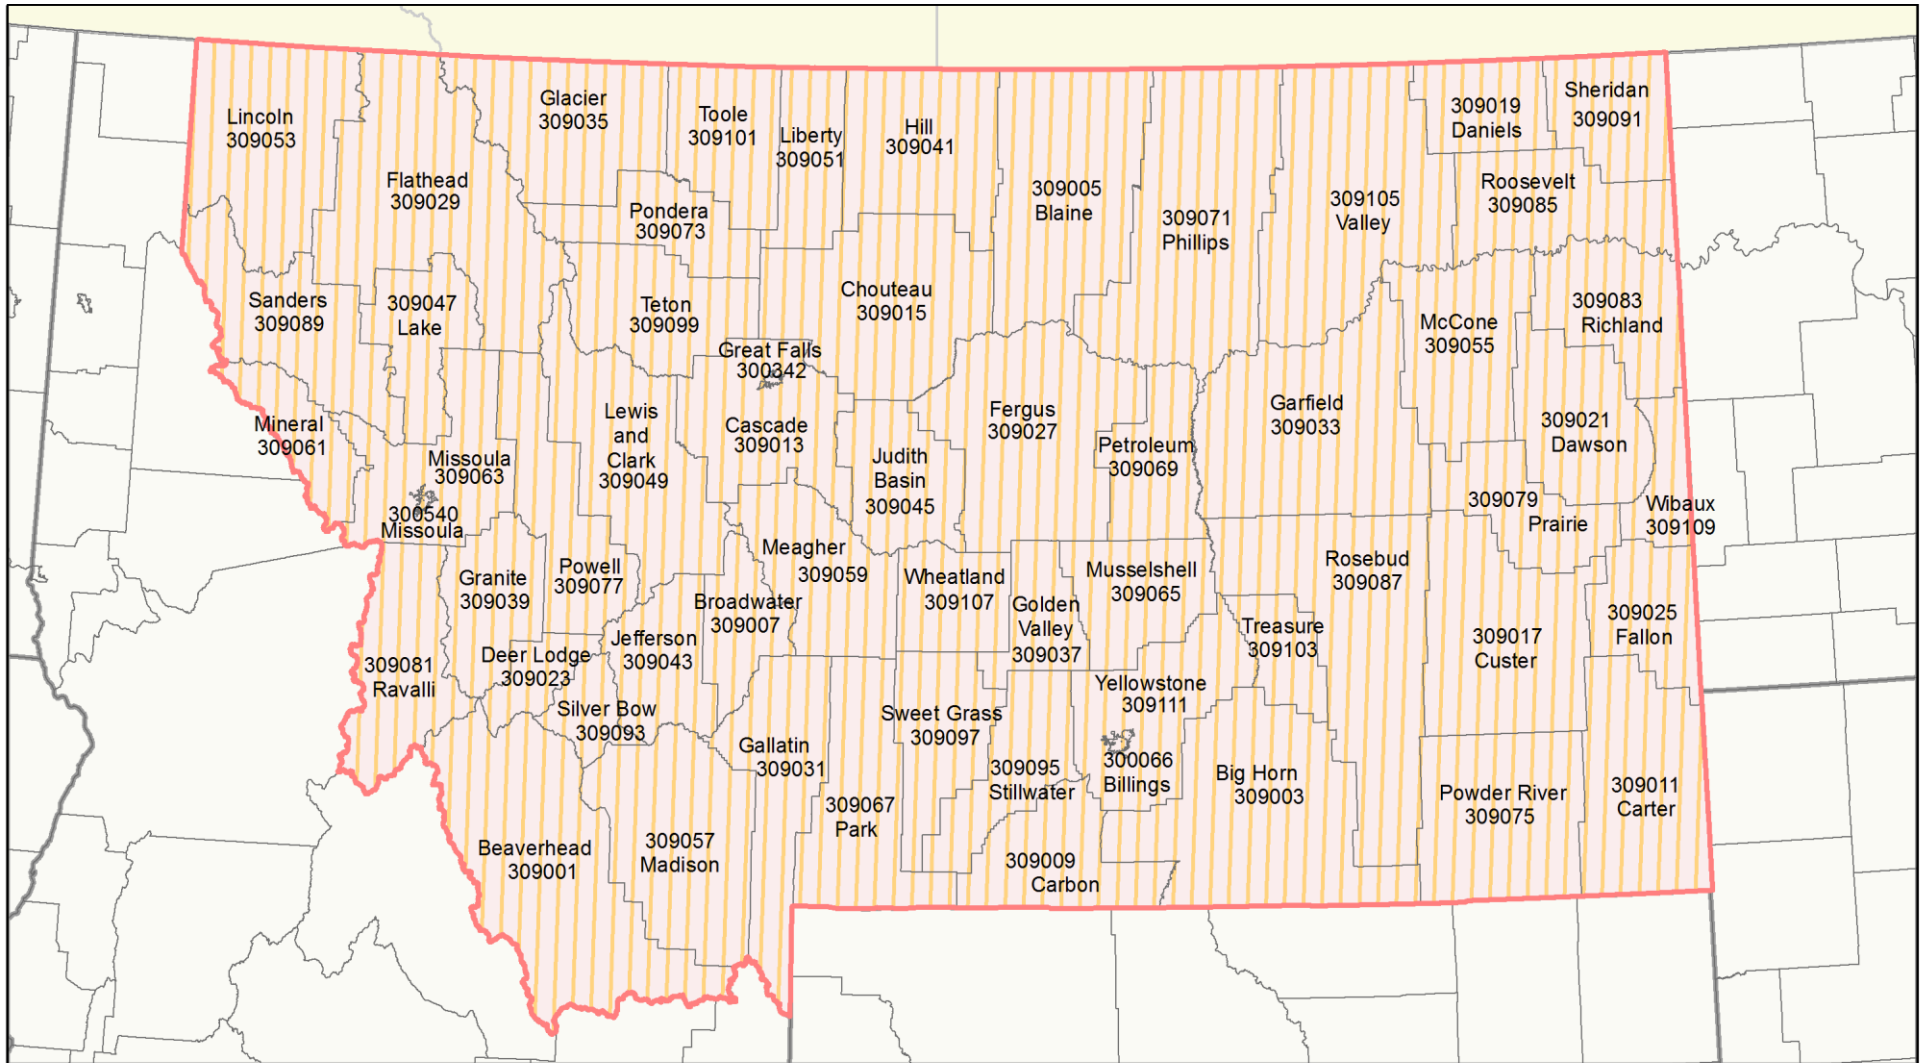 Lincoln
309053
Flathead
309029
Glacier
309035
Toole
309101
Liberty
309051
Hill
309041
309005
Blaine
309071
Phillips
309105
Valley
309019
Daniels
Sheridan
309091
Roosevelt
309085
Pondera
309073
Sanders
309089
309047
Lake
Teton
309099
Chouteau
309015
Great Falls
300342
McCone
309055
309083
Richland
Mineral
309061
Missoula
309063
300540
Missoula
Lewis
and
Clark
309049
Cascade
309013
Judith
Basin
309045
Fergus
309027
Petroleum
309069
Garfield
309033
309021
Dawson
309079
Prairie
Wibaux
309109
Granite
309039
Powell
309077
Meagher
309059
Broadwater
309007
Jefferson
309043
Wheatland
309107
Golden
Valley
309037
Musselshell
309065
Rosebud
309087
Treasure
309103
309017
Custer
309025
Fallon
309081
Ravalli
Deer Lodge
309023
Silver Bow
309093
Gallatin
309031
Sweet Grass
309097
309095
Stillwater
Yellowstone
309111
300066
Billings
Big Horn
309003
Powder River
309075
309011
Carter
Beaverhead
309001
309057
Madison
309067
Park
309009
Carbon